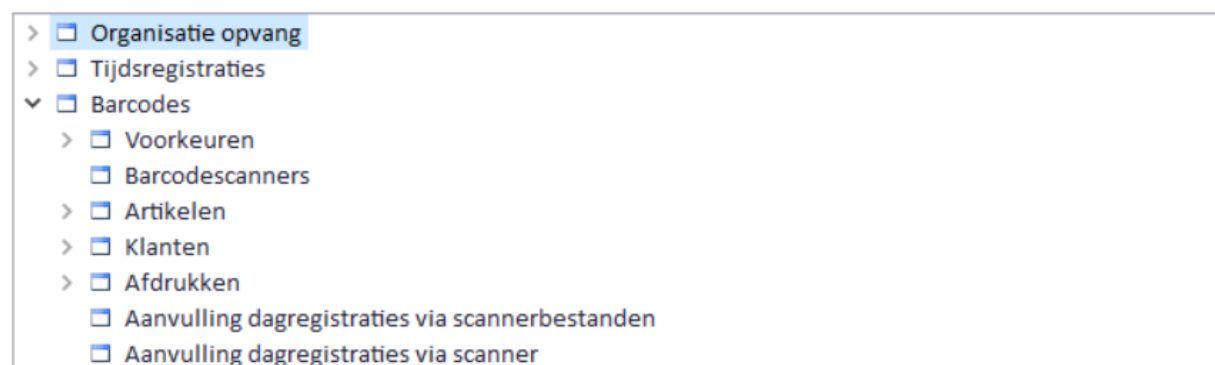 Organisatie opvang
Tijdsregistraties
Barcodes
Voorkeuren
Barcodescanners
Artikelen
Klanten
Afdrukken
Aanvulling dagregistraties via scannerbestanden
Aanvulling dagregistraties via scanner